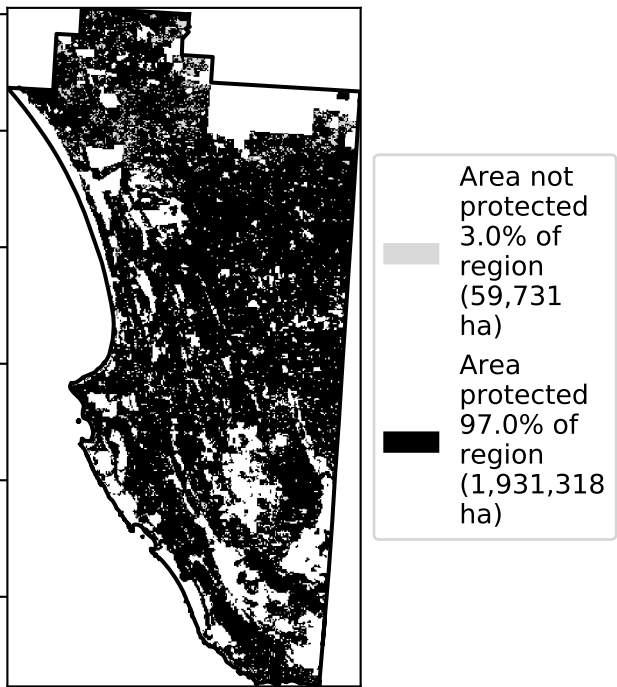 Area not
protected
3.0% of
region
(59,731
ha)
Area
protected
97.0% of
region
(1,931,318
ha)